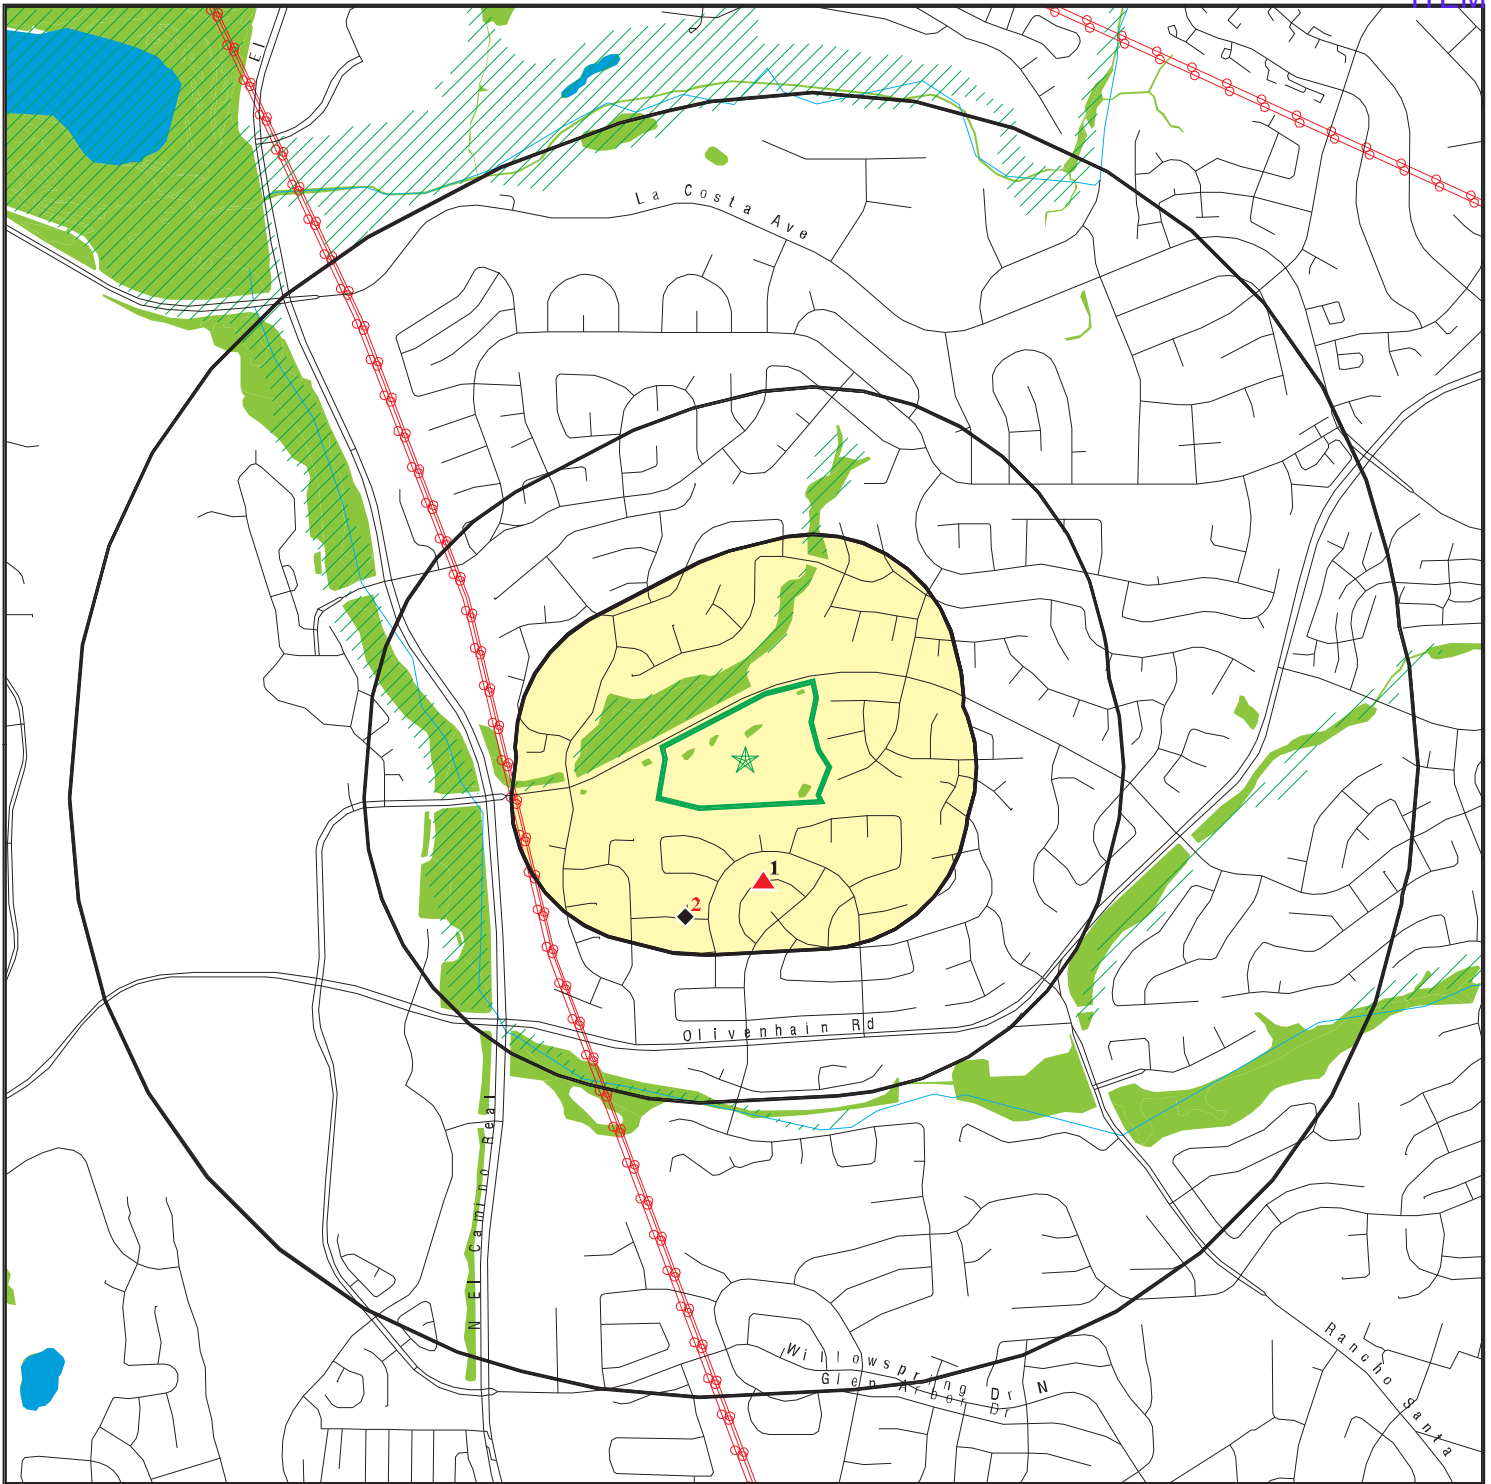 El
La Costa Ave
1
2
Olivenhain Rd
N El Camino Real
Willowspring Dr N
Glen Arbor Dr
Rancho Santa